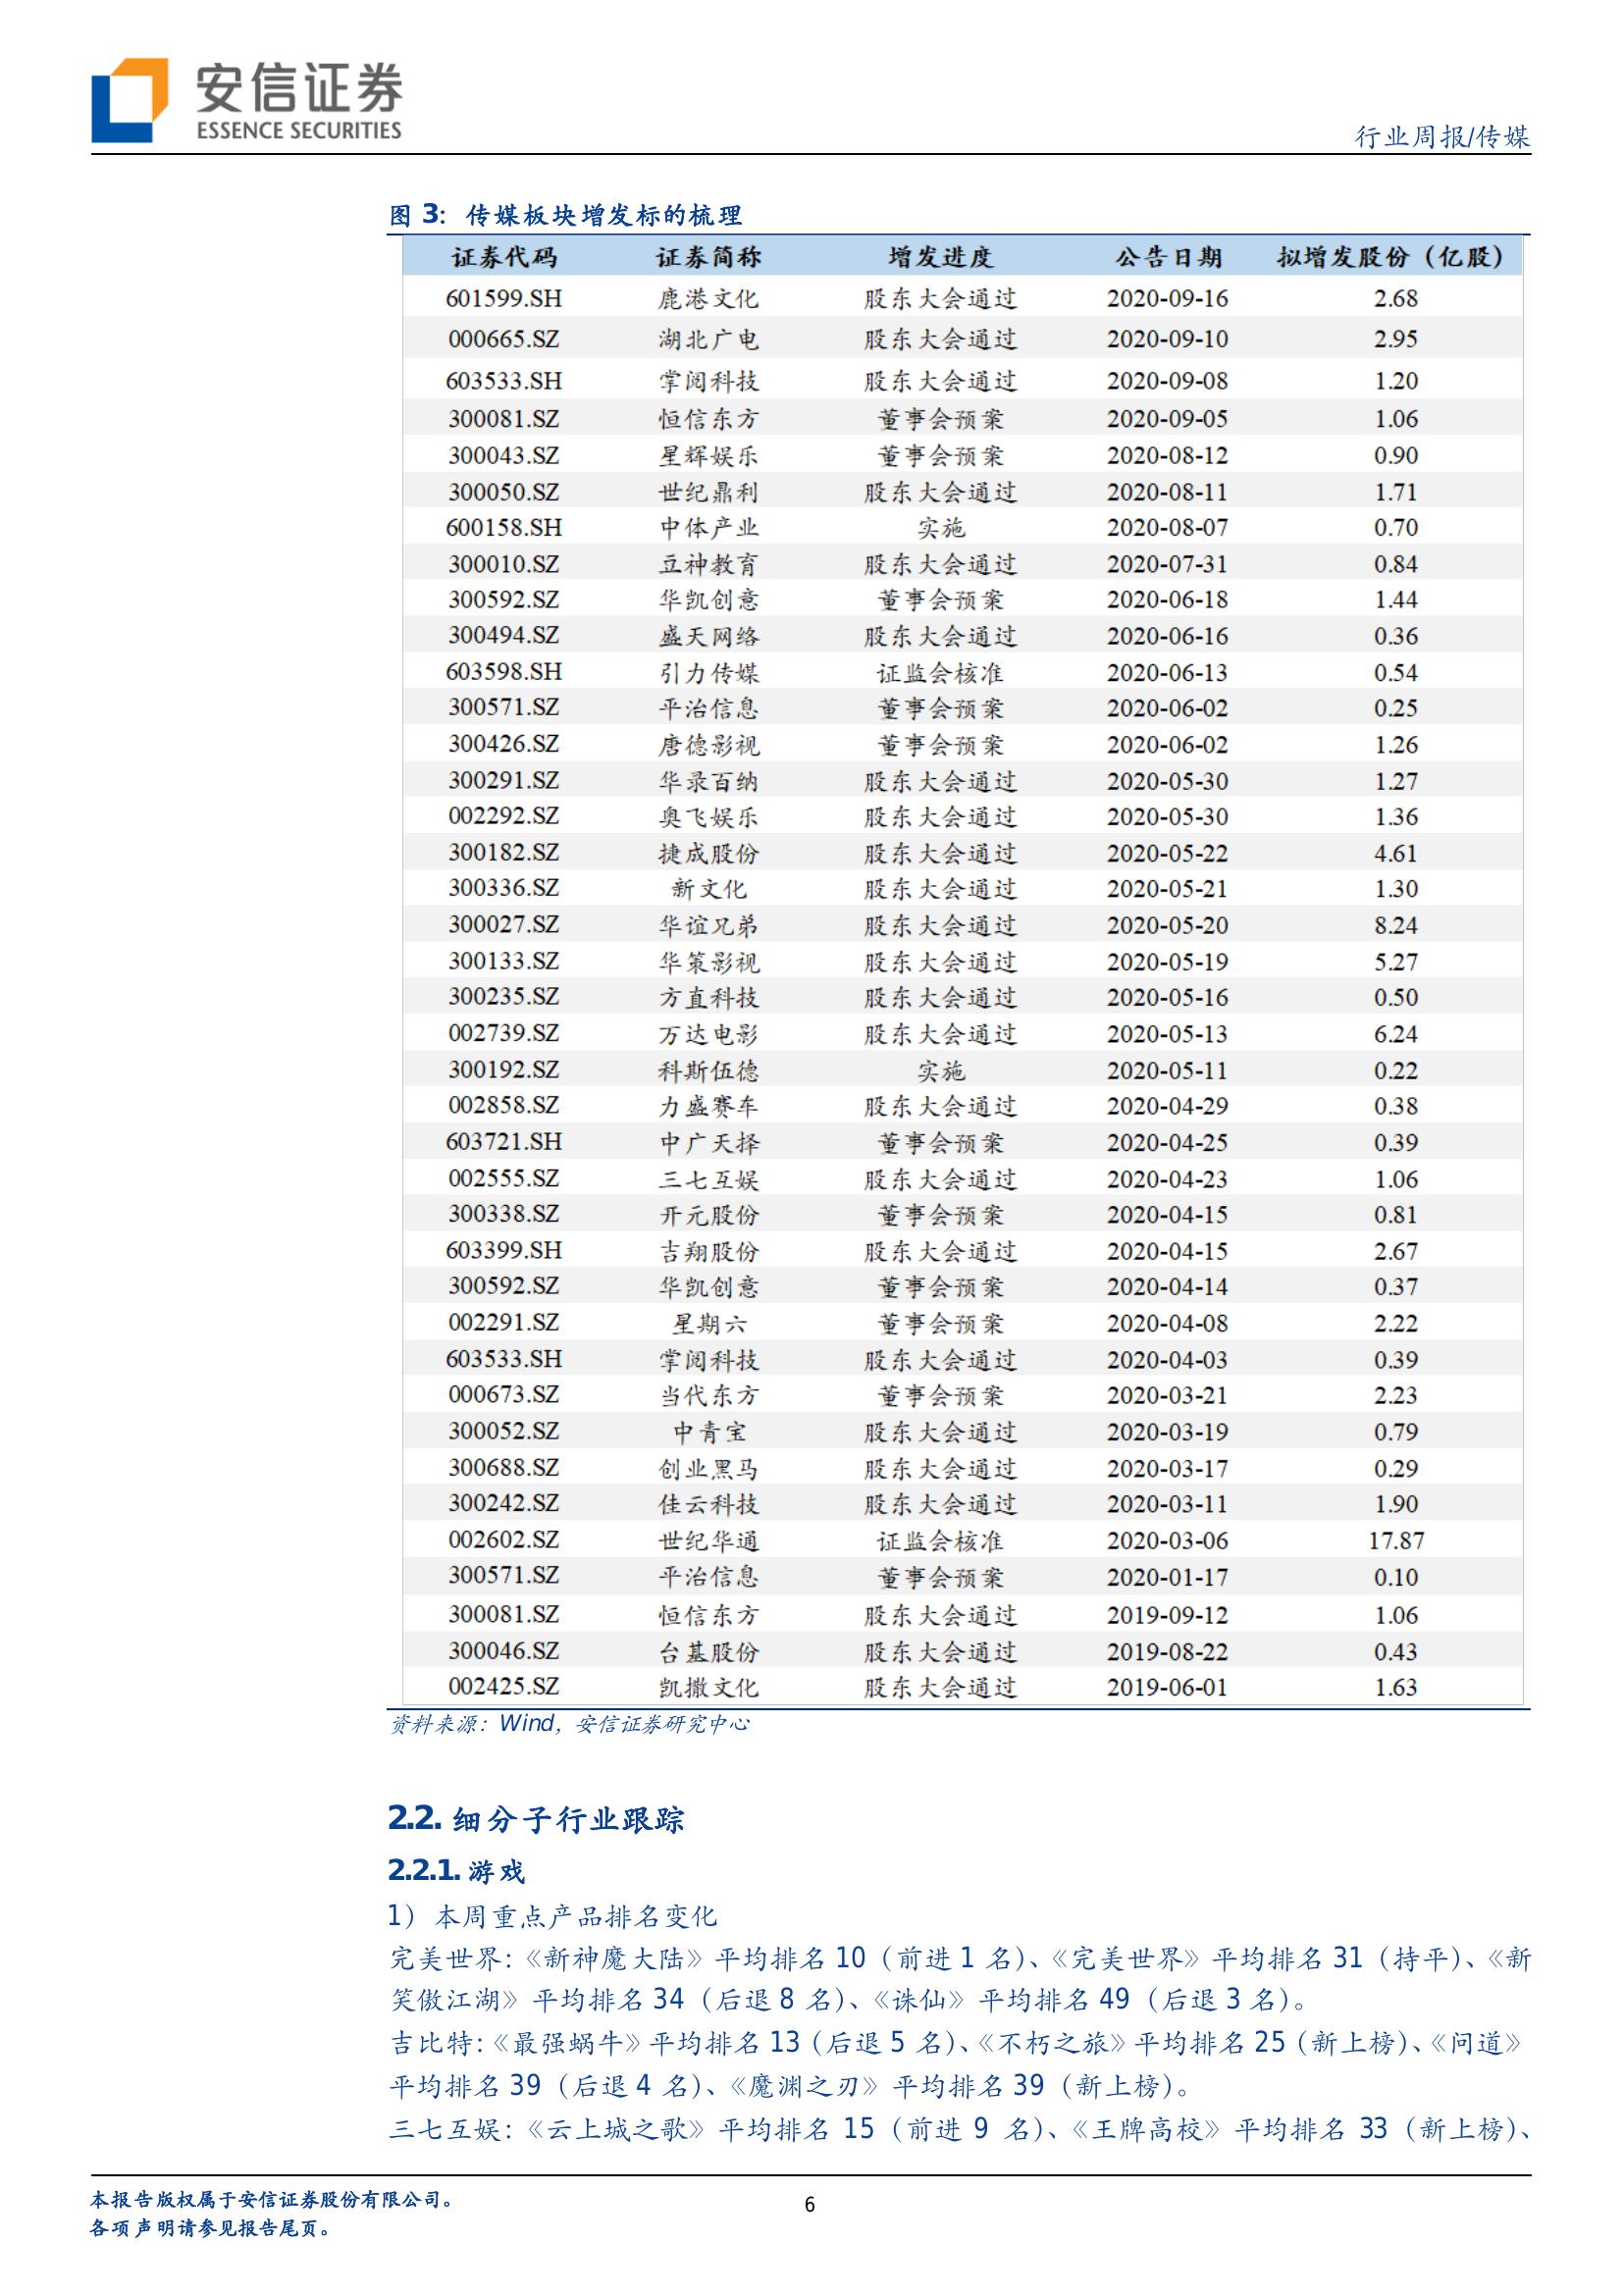 安信证券
ESSENCE SECURITIES
行业周报/传媒
图 3：传媒板块增发标的梳理
证券代码 证券简称 增发进度 公告日期 拟增发股份（亿股）
601599.SH 鹿港文化 股东大会通过 2020-09-16 2.68
000665.SZ 湖北广电 股东大会通过 2020-09-10 2.95
603533.SH 掌阅科技 股东大会通过 2020-09-08 1.20
300081.SZ 恒信东方 董事会预案 2020-09-05 1.06
300043.SZ 星辉娱乐 董事会预案 2020-08-12 0.90
300050.SZ 世纪鼎利 股东大会通过 2020-08-11 1.71
600158.SH 中体产业 实施 2020-08-07 0.70
300010.SZ 豆神教育 股东大会通过 2020-07-31 0.84
300592.SZ 华凯创意 董事会预案 2020-06-18 1.44
300494.SZ 盛天网络 股东大会通过 2020-06-16 0.36
603598.SH 引力传媒 证监会核准 2020-06-13 0.54
300571.SZ 平治信息 董事会预案 2020-06-02 0.25
300426.SZ 唐德影视 董事会预案 2020-06-02 1.26
300291.SZ 华录百纳 股东大会通过 2020-05-30 1.27
002292.SZ 奥飞娱乐 股东大会通过 2020-05-30 1.36
300182.SZ 捷成股份 股东大会通过 2020-05-22 4.61
300336.SZ 新文化 股东大会通过 2020-05-21 1.30
300027.SZ 华谊兄弟 股东大会通过 2020-05-20 8.24
300133.SZ 华策影视 股东大会通过 2020-05-19 5.27
300235.SZ 方直科技 股东大会通过 2020-05-16 0.50
002739.SZ 万达电影 股东大会通过 2020-05-13 6.24
300192.SZ 科斯伍德 实施 2020-05-11 0.22
002858.SZ 力盛赛车 股东大会通过 2020-04-29 0.38
603721.SH 中广天择 董事会预案 2020-04-25 0.39
002555.SZ 三七互娱 股东大会通过 2020-04-23 1.06
300338.SZ 开元股份 董事会预案 2020-04-15 0.81
603399.SH 吉翔股份 股东大会通过 2020-04-15 2.67
300592.SZ 华凯创意 董事会预案 2020-04-14 0.37
002291.SZ 星期六 董事会预案 2020-04-08 2.22
603533.SH 掌阅科技 股东大会通过 2020-04-03 0.39
000673.SZ 当代东方 董事会预案 2020-03-21 2.23
300052.SZ 中青宝 股东大会通过 2020-03-19 0.79
300688.SZ 创业黑马 股东大会通过 2020-03-17 0.29
300242.SZ 佳云科技 股东大会通过 2020-03-11 1.90
002602.SZ 世纪华通 证监会核准 2020-03-06 17.87
300571.SZ 平治信息 董事会预案 2020-01-17 0.10
300081.SZ 恒信东方 股东大会通过 2019-09-12 1.06
300046.SZ 台基股份 股东大会通过 2019-08-22 0.43
002425.SZ 凯撒文化 股东大会通过 2019-06-01 1.63
资料来源：Wind，安信证券研究中心
2.2. 细分子行业跟踪
2.2.1. 游戏
1） 本周重点产品排名变化
完美世界：《新神魔大陆》平均排名 10（前进 1 名）、《完美世界》平均排名 31（持平）、《新
笑傲江湖》平均排名 34（后退 8 名）、《诛仙》平均排名 49（后退 3 名）。
吉比特：《最强蜗牛》平均排名 13（后退 5 名）、《不朽之旅》平均排名 25（新上榜）、《问道》
平均排名 39（后退 4 名）、《魔渊之刃》平均排名 39（新上榜）。
三七互娱：《云上城之歌》平均排名 15（前进 9 名）、《王牌高校》平均排名 33（新上榜）、
本报告版权属于安信证券股份有限公司。
6
各项声明请参见报告尾页。